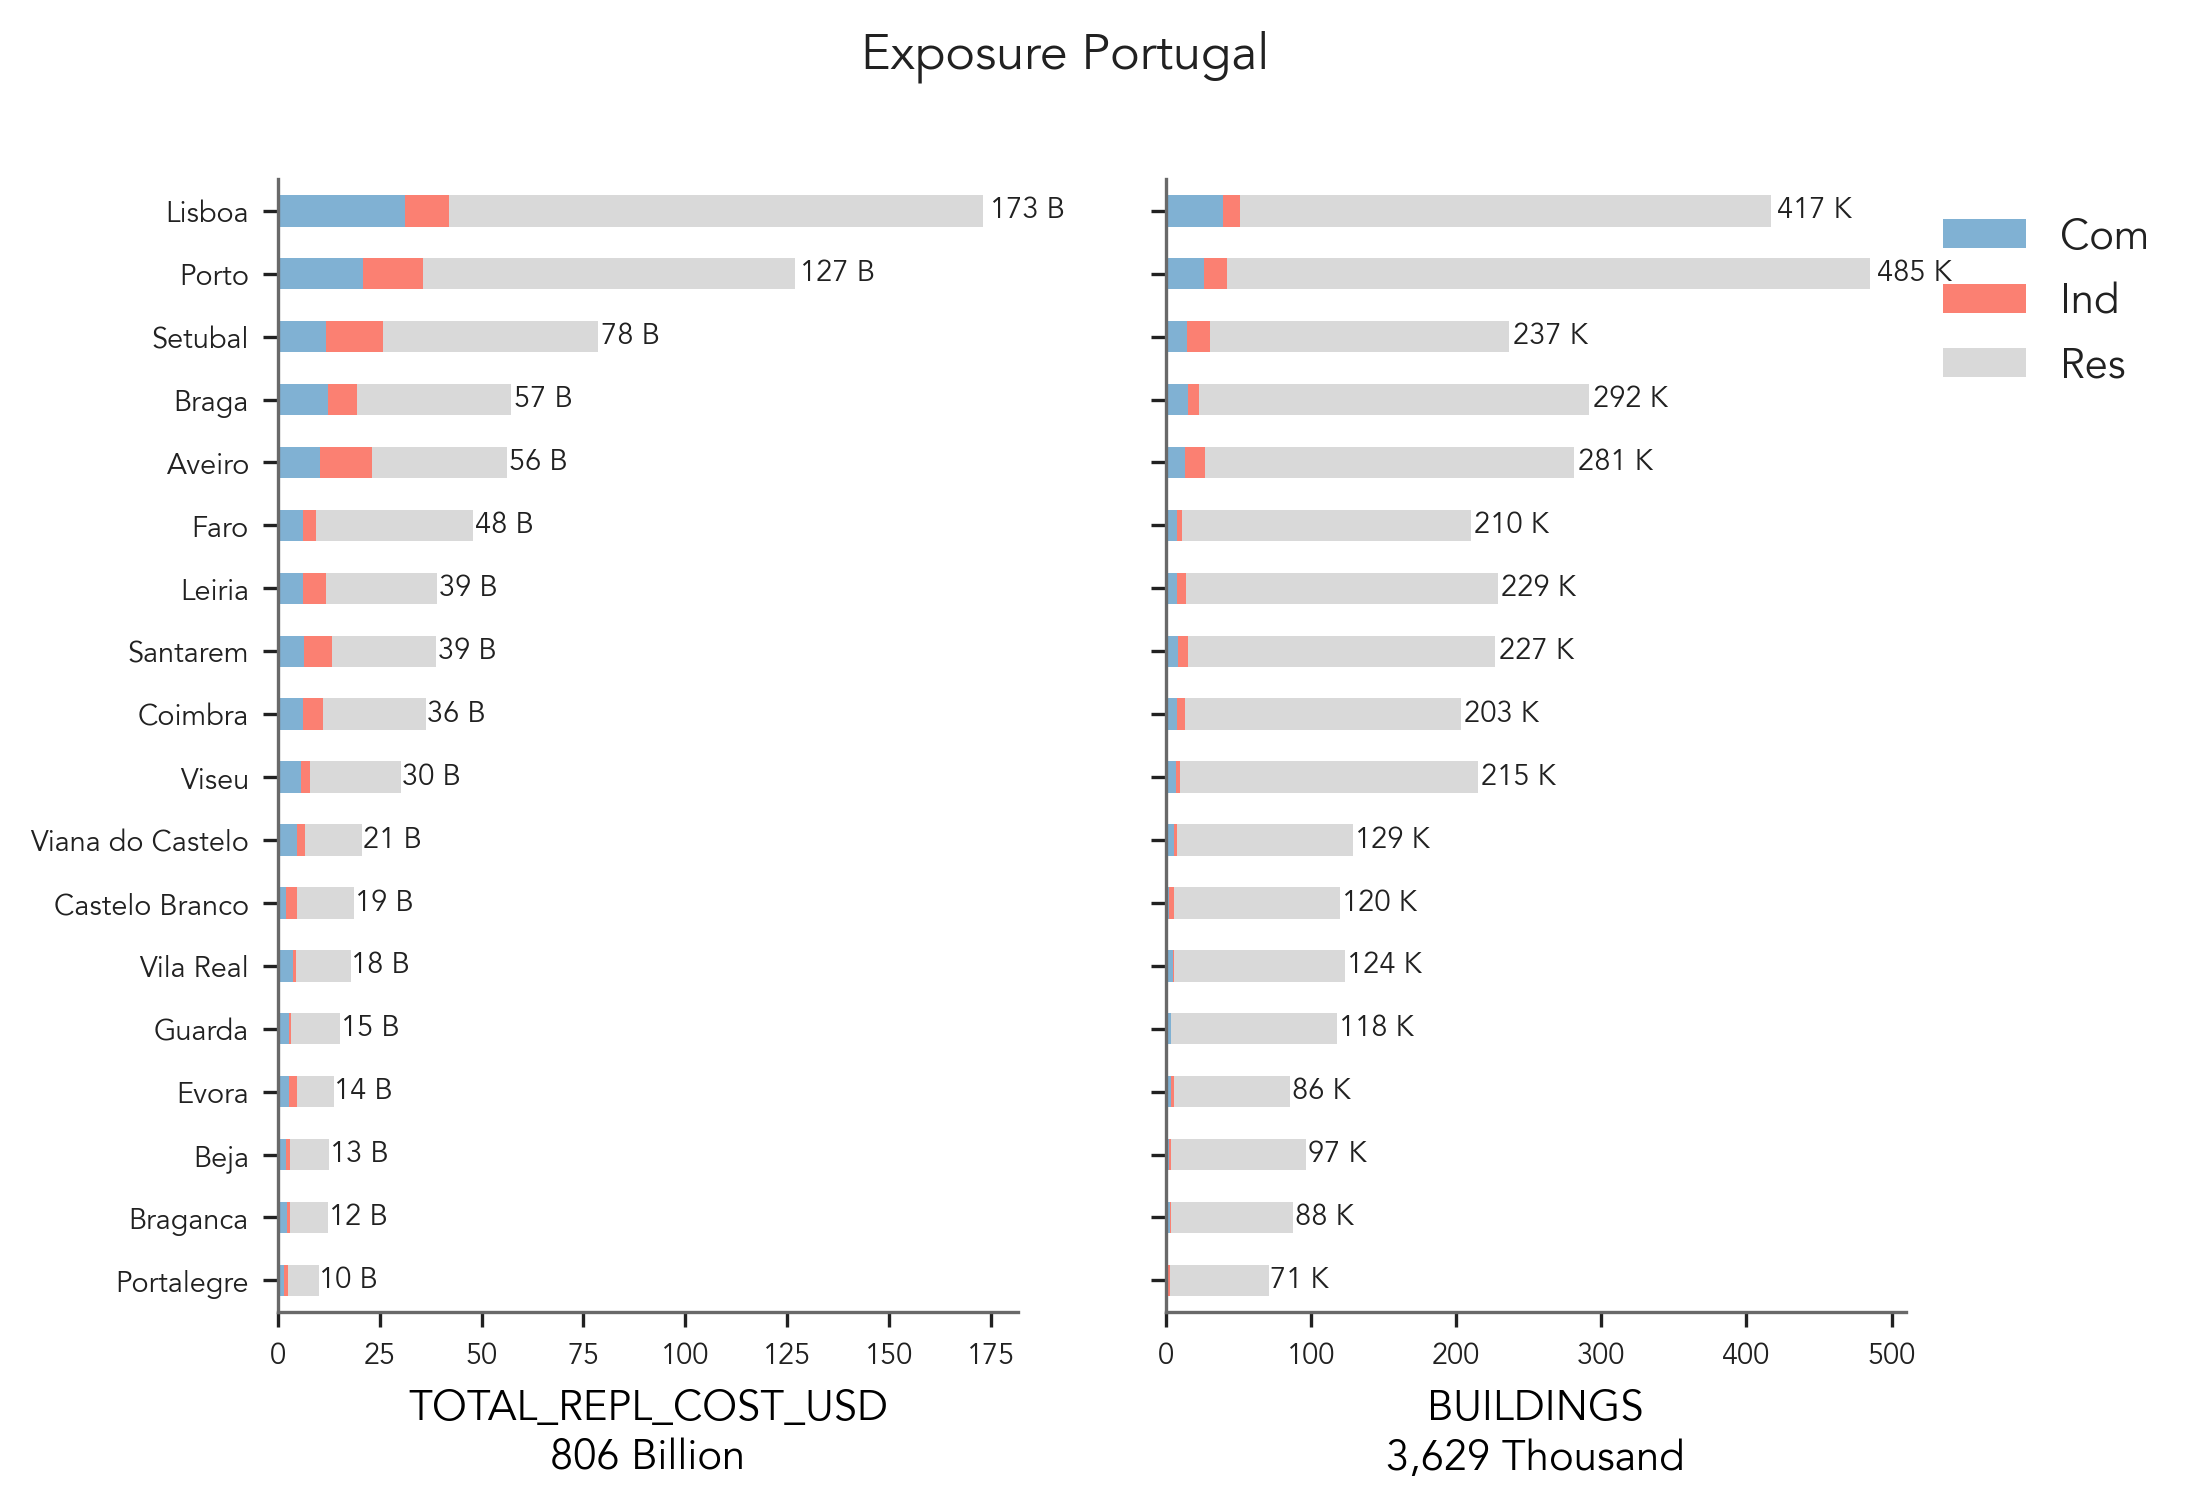 Exposure Portugal
Lisboa 173 B 417 K
Porto 127 B 485 K
Setubal 78 B 237 K
Braga 57 B 292 K
Aveiro 56 B 281 K
Faro 48 B 210 K
Leiria 39 B 229 K
Santarem 39 B 227 K
Coimbra 36 B 203 K
Viseu 30 B 215 K
Viana do Castelo 21 B 129 K
Castelo Branco 19 B 120 K
Vila Real 18 B 124 K
Guarda 15 B 118 K
Evora 14 B 86 K
Beja 13 B 97 K
Braganca 12 B 88 K
Portalegre 10 B 71 K
0 25 50 75 100 125 150 175
TOTAL_REPL_COST_USD
806 Billion
0 100 200 300 400 500
BUILDINGS
3,629 Thousand
Com
Ind
Res